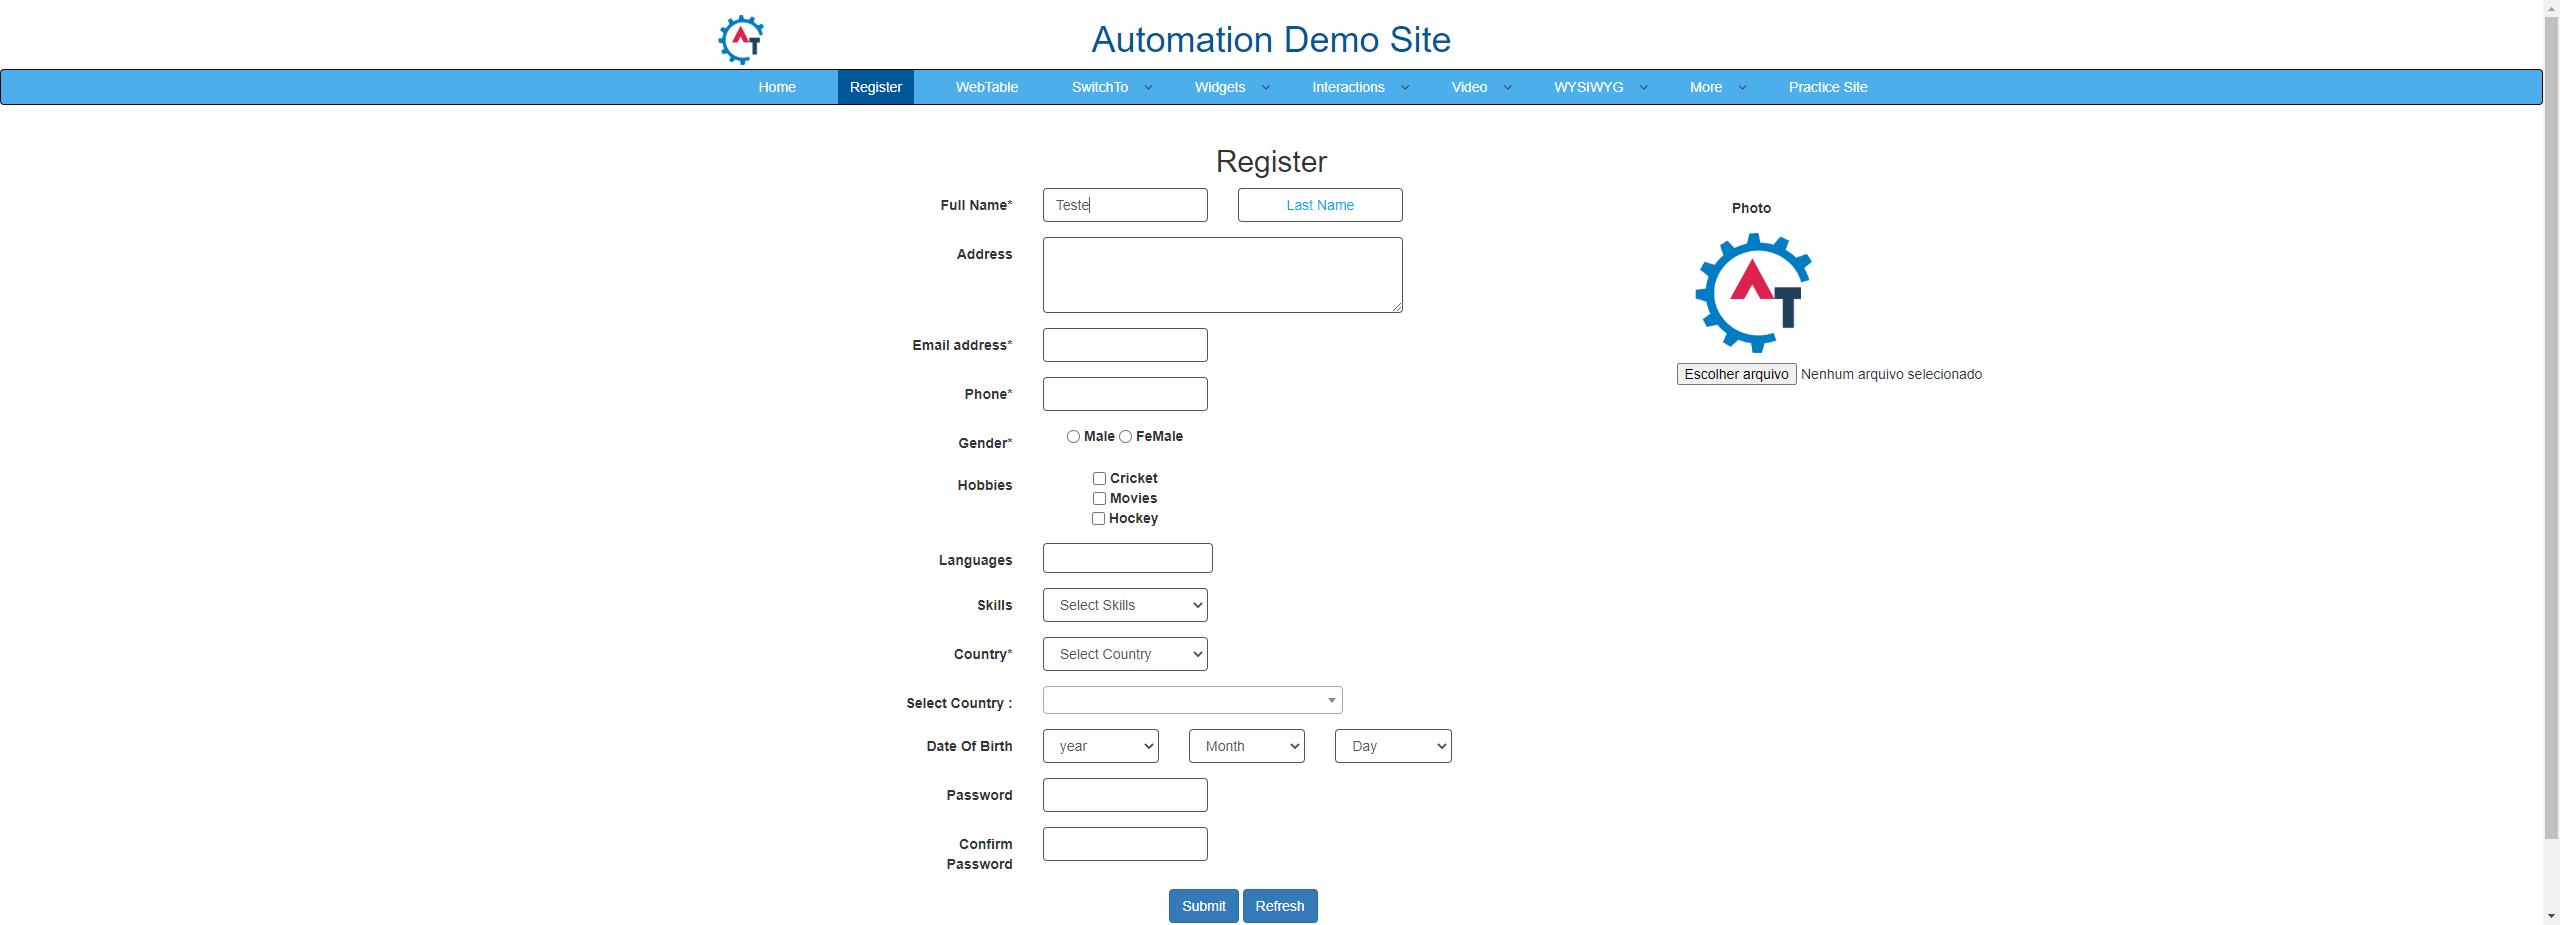 AT
Automation Demo Site
Home Register WebTable SwitchTo Widgets Interactions Video WYSIWYG More Practice Site
Register
Full Name* Teste Last Name
Photo
Address
AT
Email address*
Escolher arquivo Nenhum arquivo selecionado
Phone*
Gender* Male FeMale
Hobbies Cricket
Movies
Hockey
Languages
Skills Select Skills
Country* Select Country
Select Country :
Date Of Birth year Month Day
Password
Confirm
Password
Submit Refresh